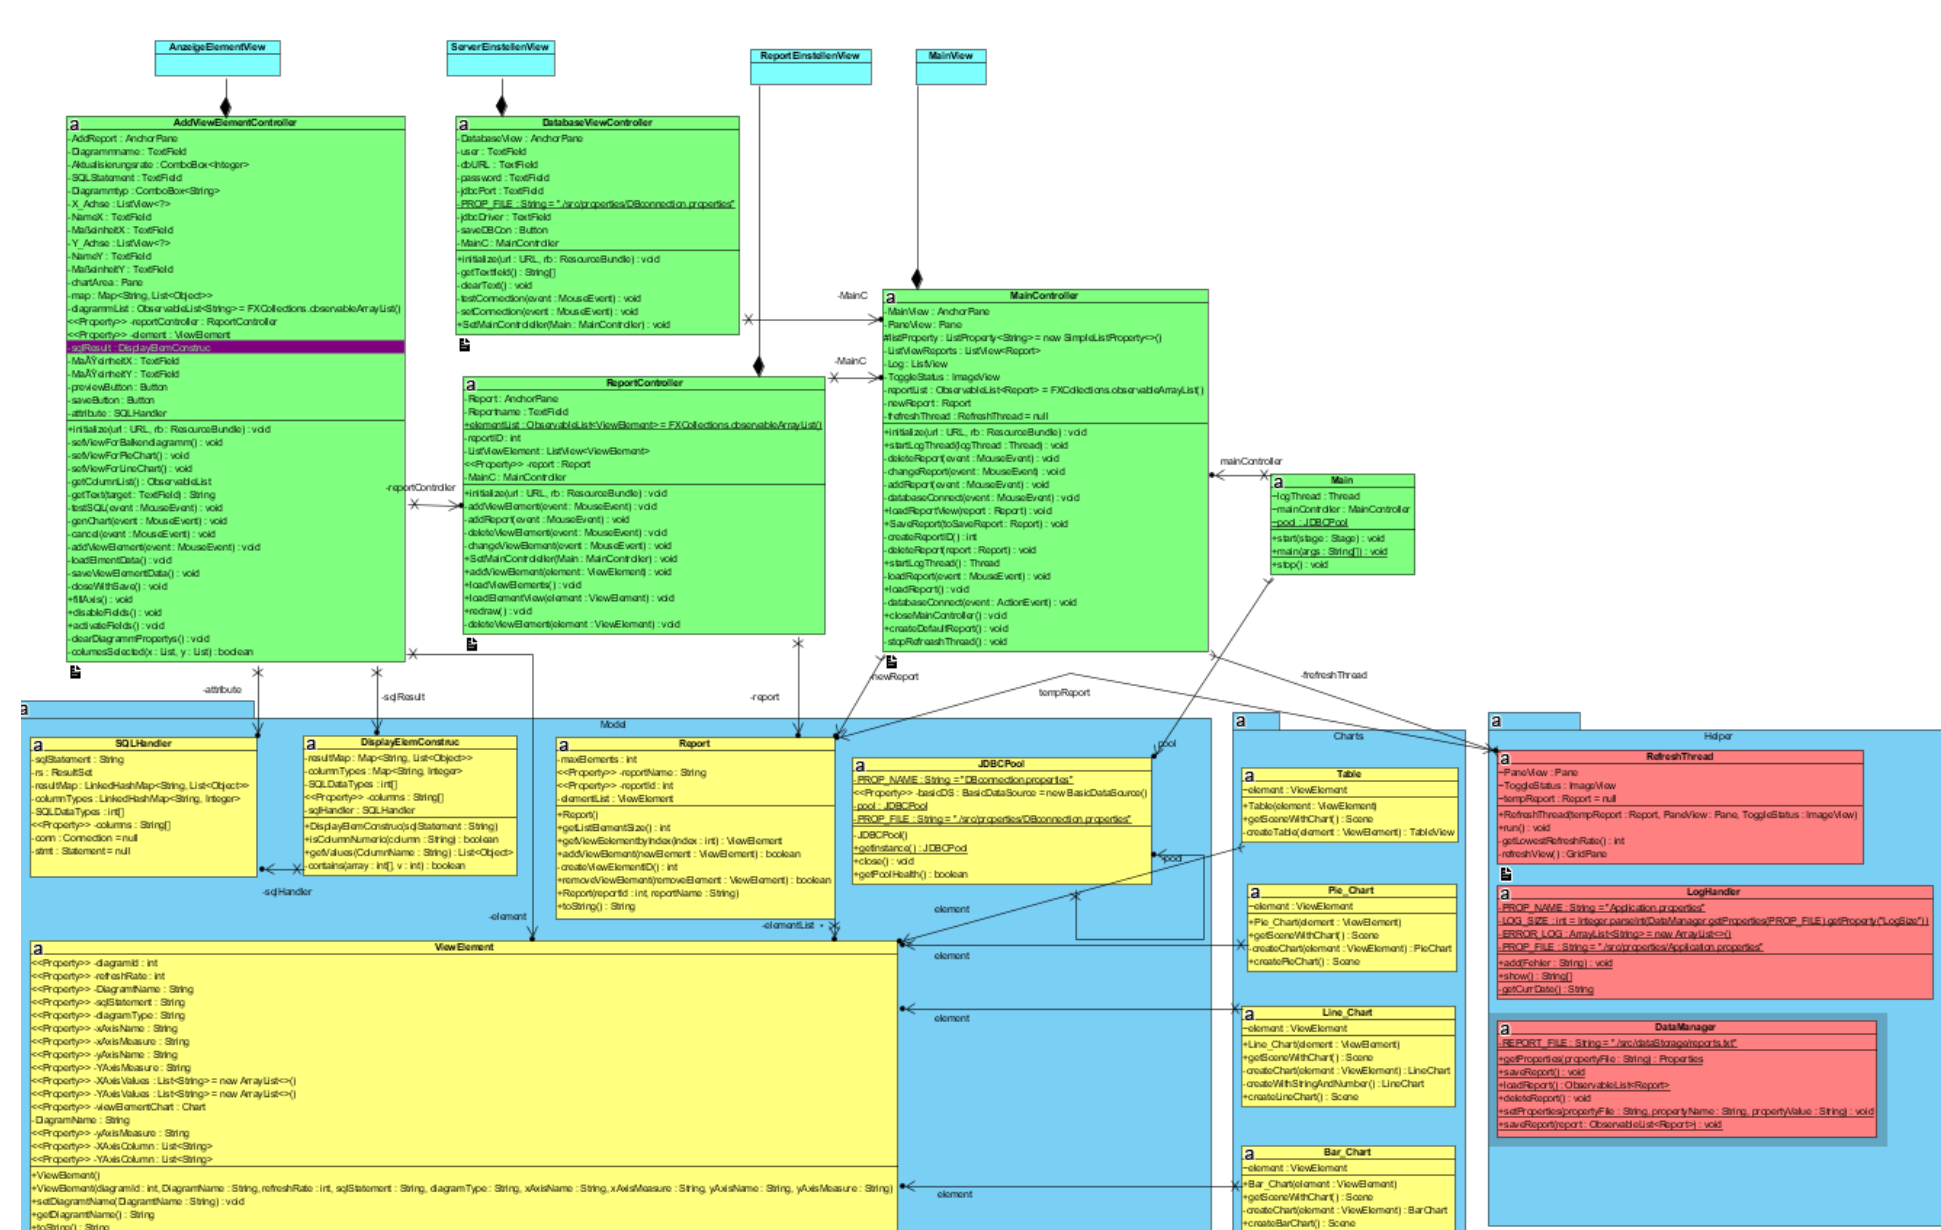 AnzeigeElementView
ServerEinstellenView
ReportEinstellenView
MainView
AddViewElementController
-AddReport : AnchorPane
-Diagrammname : TextField
-Aktualisierungsrate : ComboBox<Integer>
-SQLStatement : TextField
-Diagrammtyp : ComboBox<String>
-X_Achse : ListView<?>
-NameX : TextField
-MaßeinheitX : TextField
-Y_Achse : ListView<?>
-NameY : TextField
-MaßeinheitY : TextField
-chartArea : Pane
-map : Map<String, List<Object>>
-diagrammList : ObservableList<String> = FXCollections.observableArrayList()
<<Property>> -reportController : ReportController
<<Property>> -element : ViewElement
-sqlResult : DisplayElemConstruc
-MaÃŸeinheitX : TextField
-MaÃŸeinheitY : TextField
-previewButton : Button
-saveButton : Button
-attribute : SQLHandler
+initialize(url : URL, rb : ResourceBundle) : void
-setViewForBalkendiagramm() : void
-setViewForPieChart() : void
-setViewForLineChart() : void
-getColumnList() : ObservableList
-getText(target : TextField) : String
-testSQL(event : MouseEvent) : void
-genChart(event : MouseEvent) : void
-cancel(event : MouseEvent) : void
-addViewElement(event : MouseEvent) : void
-loadElmentData() : void
-saveViewElementData() : void
-closeWithSave() : void
+fillAxis() : void
+disableFields() : void
+activateFields() : void
-clearDiagrammPropertys() : void
-columesSelected(x : List, y : List) : boolean
DatabaseViewController
-DatabaseView : AnchorPane
-user : TextField
-dbURL : TextField
-password : TextField
-jdbcPort : TextField
-PROP_FILE : String = "./src/properties/DBconnection.properties"
-jdbcDriver : TextField
-saveDBCon : Button
-MainC : MainController
+initialize(url : URL, rb : ResourceBundle) : void
-getTextfield() : String[]
-clearText() : void
-testConnection(event : MouseEvent) : void
-setConnection(event : MouseEvent) : void
+SetMainControleller(Main : MainController) : void
-MainC
-MainC
ReportController
-Report : AnchorPane
-Reportname : TextField
+elementList : ObservableList<ViewElement> = FXCollections.observableArrayList()
-reportID : int
-ListViewElement : ListView<ViewElement>
<<Property>> -report : Report
-MainC : MainController
+initialize(url : URL, rb : ResourceBundle) : void
-addViewElement(event : MouseEvent) : void
-addReport(event : MouseEvent) : void
-deleteViewElement(event : MouseEvent) : void
-changeViewElement(event : MouseEvent) : void
+SetMainControleller(Main : MainController) : void
+addViewElement(element : ViewElement) : void
+loadViewElements() : void
+loadElementView(element : ViewElement) : void
+redraw() : void
-deleteViewElement(element : ViewElement) : void
-reportController
MainController
-MainView : AnchorPane
-PaneView : Pane
#listProperty : ListProperty<String> = new SimpleListProperty<>()
-ListViewReports : ListView<Report>
-Log : ListView
-ToggleStatus : ImageView
-reportList : ObservableList<Report> = FXCollections.observableArrayList()
-newReport : Report
-frefreshThread : RefreshThread = null
+initialize(url : URL, rb : ResourceBundle) : void
+startLogThread(logThread : Thread) : void
-deleteReport(event : MouseEvent) : void
-changeReport(event : MouseEvent) : void
-addReport(event : MouseEvent) : void
-databaseConnect(event : MouseEvent) : void
+loadReportView(report : Report) : void
+SaveReport(toSaveReport : Report) : void
-createReportID() : int
-deleteReport(report : Report) : void
+startLogThread() : Thread
-loadReport(event : MouseEvent) : void
+loadReport() : void
-databaseConnect(event : ActionEvent) : void
+closeMainController() : void
+createDefaultReport() : void
-stopRefreashThread() : void
mainController
Main
~logThread : Thread
~mainController : MainController
~pool : JDBCPool
+start(stage : Stage) : void
+main(args : String[]) : void
+stop() : void
-attribute
-sqlResult
-report
-newReport
tempReport
-frefreshThread
pool
Model
SQLHandler
-sqlStatement : String
-rs : ResultSet
-resultMap : LinkedHashMap<String, List<Object>>
-columnTypes : LinkedHashMap<String, Integer>
-SQLDataTypes : int[]
<<Property>> -columns : String[]
-conn : Connection = null
-stmt : Statement = null
DisplayElemConstruc
-resultMap : Map<String, List<Object>>
-columnTypes : Map<String, Integer>
-SQLDataTypes : int[]
<<Property>> -columns : String[]
-sqlHandler : SQLHandler
+DisplayElemConstruc(sqlStatement : String)
+isColumnNumeric(column : String) : boolean
+getValues(ColumnName : String) : List<Object>
-contains(array : int[], v : int) : boolean
-sqlHandler
Report
-maxElements : int
<<Property>> -reportName : String
<<Property>> -reportId : int
-elementList : ViewElement
+Report()
+getListElementSize() : int
+getViewEelementbyIndex(index : int) : ViewElement
+addViewElement(newElement : ViewElement) : boolean
-createViewElementID() : int
+removeViewElement(removeElement : ViewElement) : boolean
+Report(reportId : int, reportName : String)
+toString() : String
-element
-elementList
*
JDBCPool
-PROP_NAME : String = "DBconnection.properties"
<<Property>> -basicDS : BasicDataSource = new BasicDataSource()
-pool : JDBCPool
-PROP_FILE : String = "./src/properties/DBconnection.properties"
-JDBCPool()
+getInstance() : JDBCPool
+close() : void
+getPoolHealth() : boolean
-pool
element
element
element
element
ViewElement
<<Property>> -diagramId : int
<<Property>> -refreshRate : int
<<Property>> -DiagramtName : String
<<Property>> -sqlStatement : String
<<Property>> -diagramType : String
<<Property>> -xAxisName : String
<<Property>> -xAxisMeasure : String
<<Property>> -yAxisName : String
<<Property>> -YAxisMeasure : String
<<Property>> -XAxisValues : List<String> = new ArrayList<>()
<<Property>> -YAxisValues : List<String> = new ArrayList<>()
<<Property>> -viewElementChart : Chart
-DiagramName : String
<<Property>> -yAxisMeasure : String
<<Property>> -XAxisColumn : List<String>
<<Property>> -YAxisColumn : List<String>
+ViewElement()
+ViewElement(diagramId : int, DiagramName : String, refreshRate : int, sqlStatement : String, diagramType : String, xAxisName : String, xAxisMeasure : String, yAxisName : String, yAxisMeasure : String)
+setDiagramtName(DiagramtName : String) : void
+getDiagramtName() : String
+toString() : String
Charts
Table
~element : ViewElement
+Table(element : ViewElement)
+getSceneWithChart() : Scene
-createTable(element : ViewElement) : TableView
Pie_Chart
~element : ViewElement
+Pie_Chart(element : ViewElement)
+getSceneWithChart() : Scene
-createChart(element : ViewElement) : PieChart
+createPieChart() : Scene
Line_Chart
~element : ViewElement
+Line_Chart(element : ViewElement)
+getSceneWithChart() : Scene
-createChart(element : ViewElement) : LineChart
-createWithStringAndNumber() : LineChart
+createLineChart() : Scene
Bar_Chart
~element : ViewElement
+Bar_Chart(element : ViewElement)
+getSceneWithChart() : Scene
-createChart(element : ViewElement) : BarChart
+createBarChart() : Scene
Helper
RefreshThread
~PaneView : Pane
~ToggleStatus : ImageView
~tempReport : Report = null
+RefreshThread(tempReport : Report, PaneView : Pane, ToggleStatus : ImageView)
+run() : void
-getLowestRefreshRate() : int
-refreshView() : GridPane
LogHandler
-PROP_NAME : String = "Application.properties"
-LOG_SIZE : int = Integer.parseInt(DataManager.getProperties(PROP_FILE).getProperty("LogSize"))
-ERROR_LOG : ArrayList<String> = new ArrayList<>()
-PROP_FILE : String = "./src/properties/Application.properties"
+add(Fehler : String) : void
+show() : String[]
-getCurrDate() : String
DataManager
-REPORT_FILE : String = "./src/dataStorage/reports.txt"
+getProperties(propertyFile : String) : Properties
+saveReport() : void
+loadReport() : ObservableList<Report>
+deleteReport() : void
+setProperties(propertyFile : String, propertyName : String, propertyValue : String) : void
+saveReport(report : ObservableList<Report>) : void